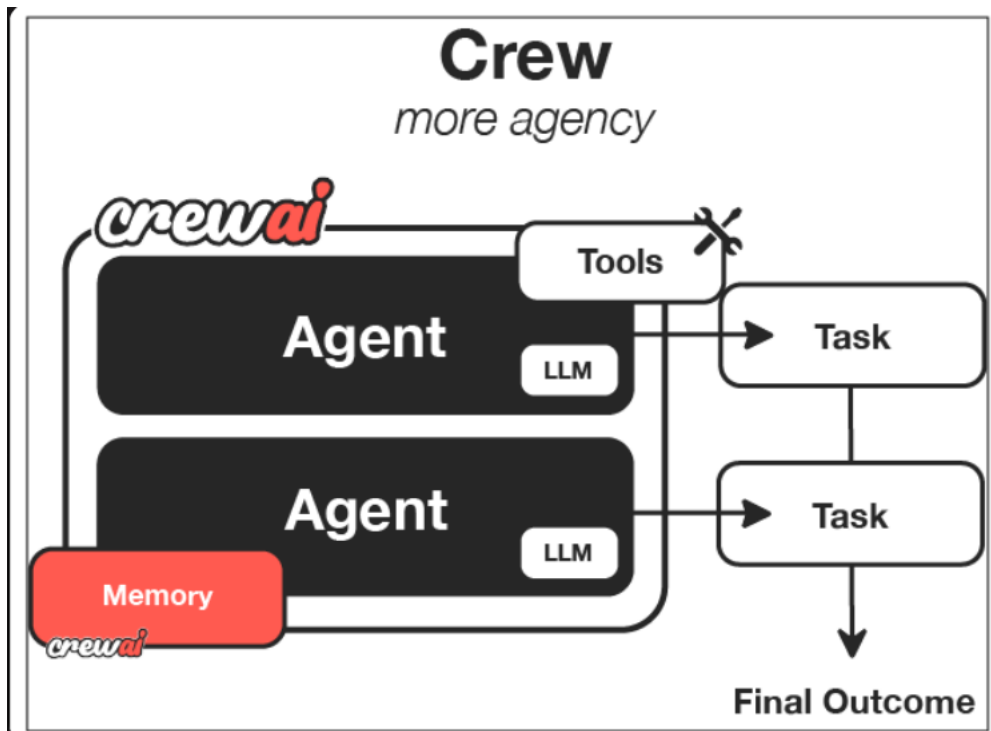 Crew
more agency
crewai
Tools
Agent
LLM
Task
Agent
LLM
Task
Memory
crewai
Final Outcome